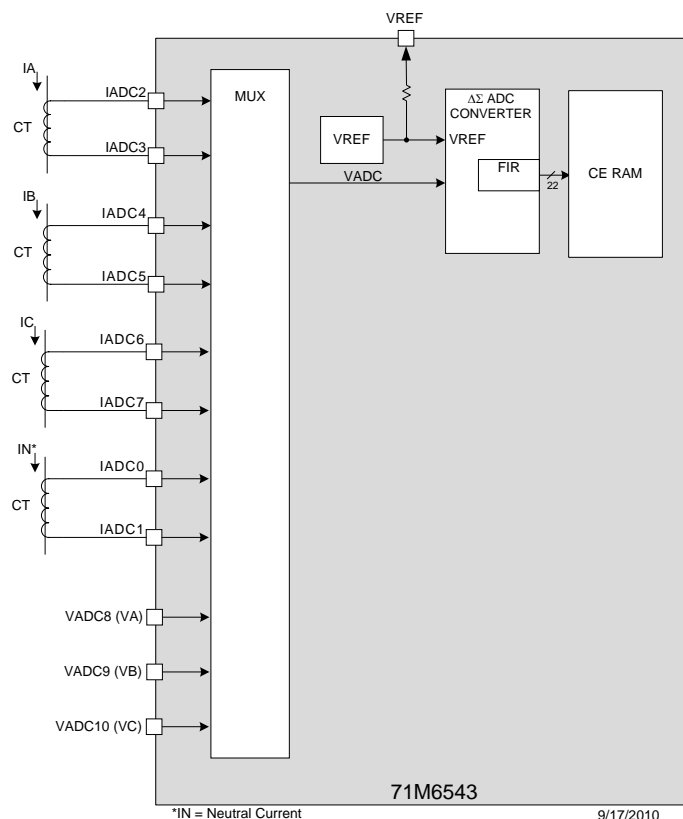 VREF
IA
IADC2
CT
IADC3
MUX
VREF
ΔΣ ADC
CONVERTER
VREF
FIR
22
CE RAM
VADC
IB
IADC4
CT
IADC5
IC
IADC6
CT
IADC7
IN*
IADC0
CT
IADC1
VADC8 (VA)
VADC9 (VB)
VADC10 (VC)
71M6543
*IN = Neutral Current
9/17/2010